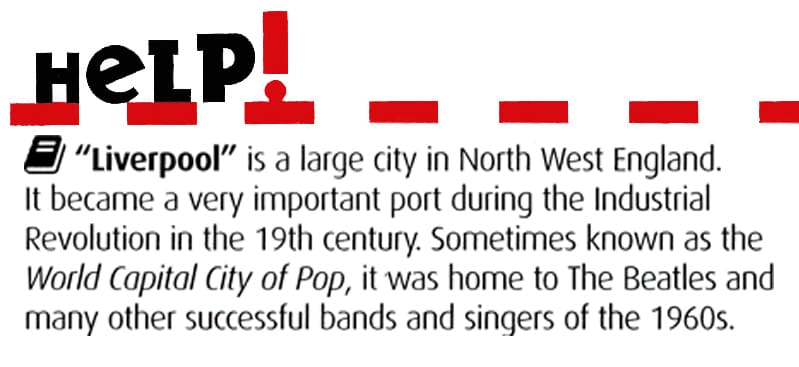 HeLP!
"Liverpool" is a large city in North West England.
It became a very important port during the Industrial
Revolution in the 19th century. Sometimes known as the
World Capital City of Pop, it was home to The Beatles and
many other successful bands and singers of the 1960s.